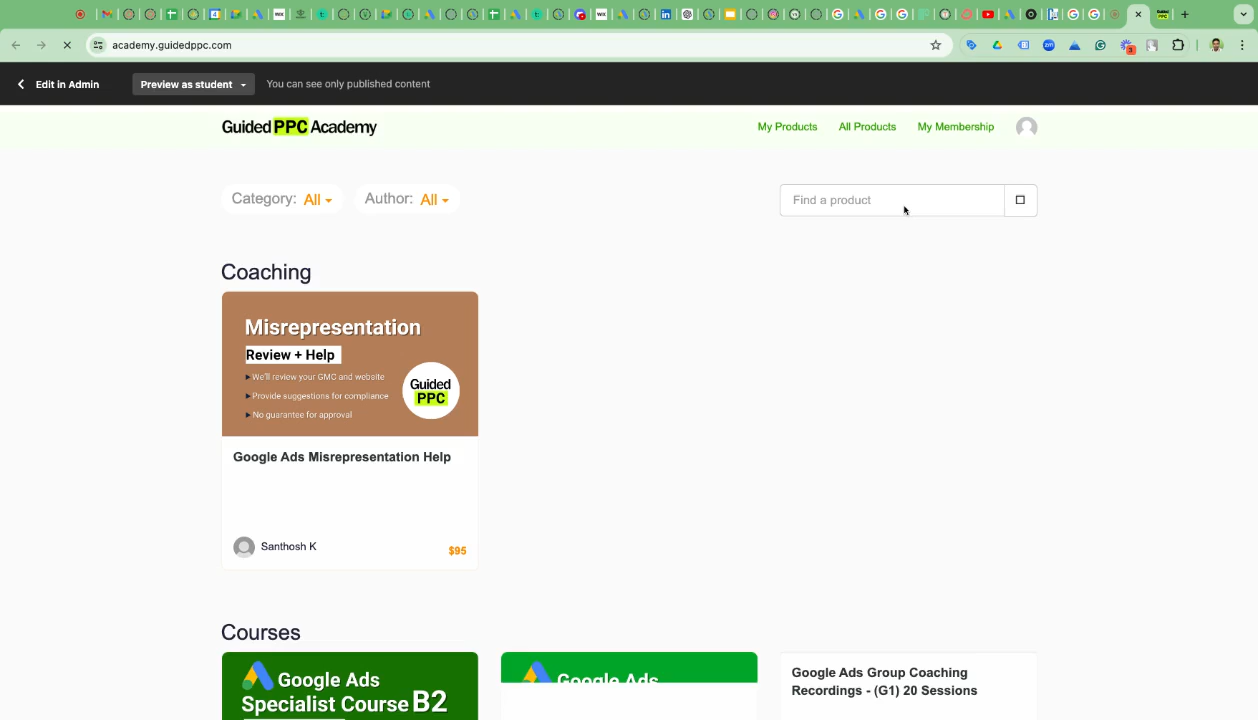 academy.guidedppc.com
3
Edit in Admin
Preview as student
You can see only published content
Guided PPC Academy
My Products
All Products
My Membership
Category: All
Author: All
Find a product
Coaching
Misrepresentation
Review + Help
We'll review your GMC and website
Provide suggestions for compliance
No guarantee for approval
Guided
PPC
Google Ads Misrepresentation Help
Santhosh K
$95
Courses
Google Ads
Specialist Course B2
Google Ads
Google Ads Group Coaching
Recordings - (G1) 20 Sessions